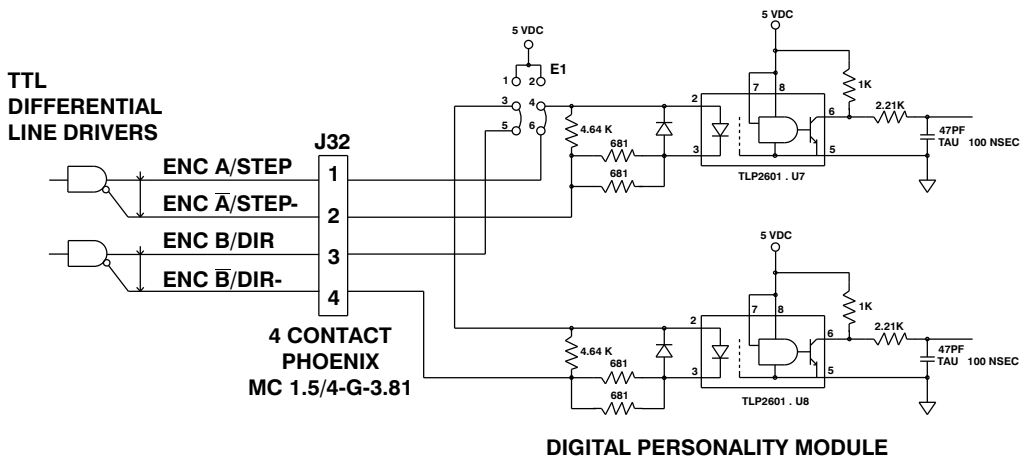 5 VDC
5 VDC
E1
1 2
3 4
5 6
TTL
DIFFERENTIAL
LINE DRIVERS
J32
ENC A/STEP 1
ENC A̅/STEP- 2
ENC B/DIR 3
ENC B̅/DIR- 4
4 CONTACT
PHOENIX
MC 1.5/4-G-3.81
4.64 K
681
681
2
3
7 8
6
5
1K
2.21K
47PF
TAU 100 NSEC
TLP2601 . U7
5 VDC
4.64 K
681
681
2
3
7 8
6
5
1K
2.21K
47PF
TAU 100 NSEC
TLP2601 . U8
DIGITAL PERSONALITY MODULE